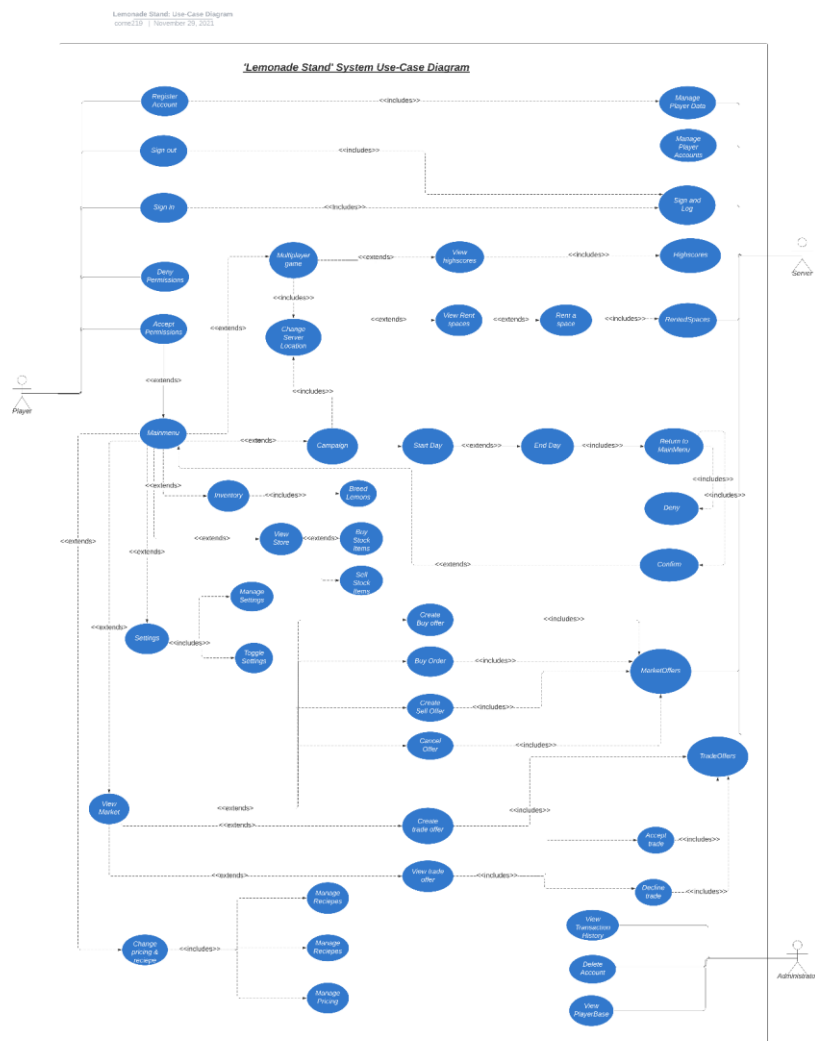 Lemonade Stand: Use-Case Diagram
come219 | November 29, 2021
'Lemonade Stand' System Use-Case Diagram
Register
Account
<<includes>>
Manage
Player Data
Sign out
<<includes>>
Manage
Player
Accounts
Sign In
<<includes>>
Sign and
Log
Multiplayer
game
<<extends>>
View
highscores
<<includes>>
Highscores
Server
Deny
Permissions
<<includes>>
Accept
Permissions
<<extends>>
Change
Server
Location
<<extends>>
View Rent
spaces
<<extends>>
Rent a
space
<<includes>>
RentedSpaces
Player
<<extends>>
<<includes>>
Mainmenu
<<extends>>
Campaign
Start Day
<<extends>>
End Day
<<includes>>
Return to
MainMenu
<<extends>>
Inventory
<<includes>>
Breed
Lemons
<<includes>>
<<includes>>
Deny
<<extends>>
<<extends>>
<<extends>>
View
Store
<<extends>
Buy
Stock
Items
<<extends>>
Confirm
Sell
Stock
Items
Manage
Settings
<<extends>>
Settings
<<includes>>
Toggle
Settings
Create
Buy offer
<<includes>>
Buy Order
<<includes>>
MarketOffers
Create
Sell Offer
<<includes>>
Cancel
Offer
<<includes>>
TradeOffers
View
Market
<<extends>>
<<extends>>
Create
trade offer
<<includes>>
Accept
trade
<<includes>>
<<extends>>
View trade
offer
<<includes>>
Decline
trade
<<includes>>
Manage
Reciepes
View
Transaction
History
Change
pricing &
reciepe
<<includes>>
Manage
Reciepes
Manage
Pricing
Delete
Account
View
PlayerBase
Administrato